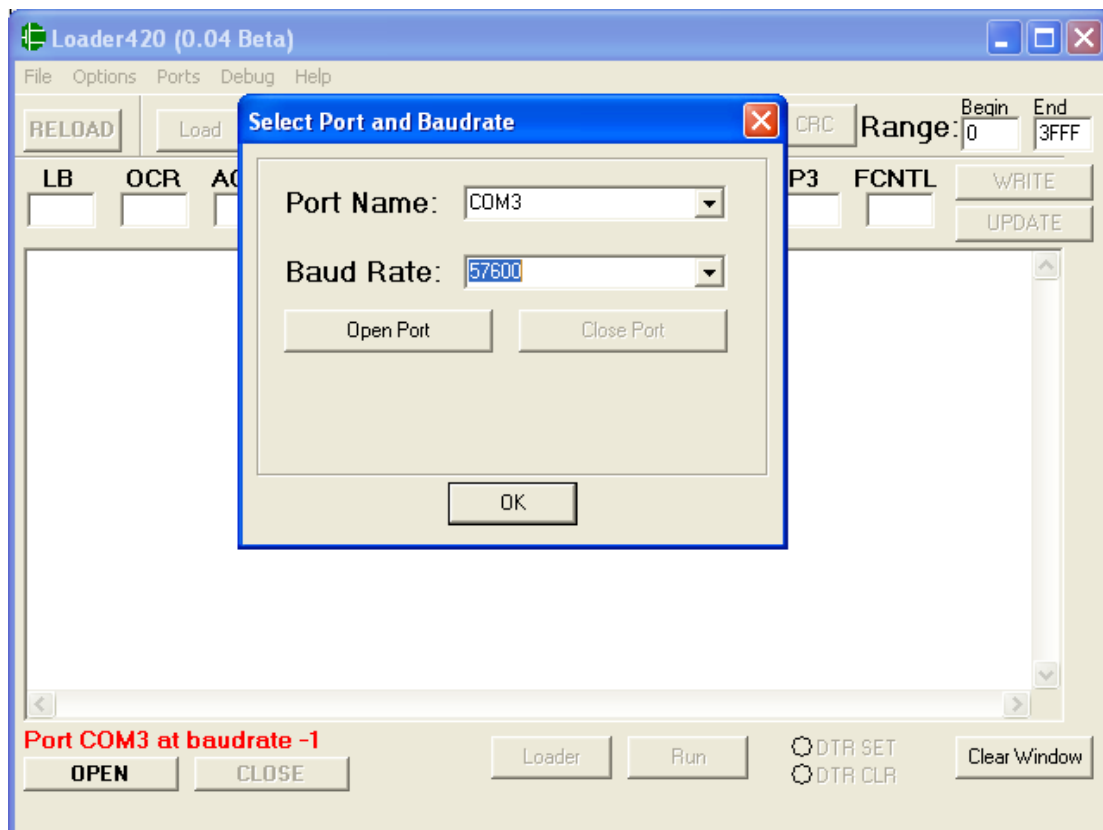 Loader420 (0.04 Beta)
File Options Ports Debug Help
RELOAD Load CRC Range: Begin End
0 3FFF
Select Port and Baudrate
LB OCR P3 FCNTL WRITE
UPDATE
Port Name: COM3
Baud Rate: 57600
Open Port Close Port
OK
Port COM3 at baudrate -1
OPEN CLOSE Loader Run DTR SET Clear Window
DTR CLR